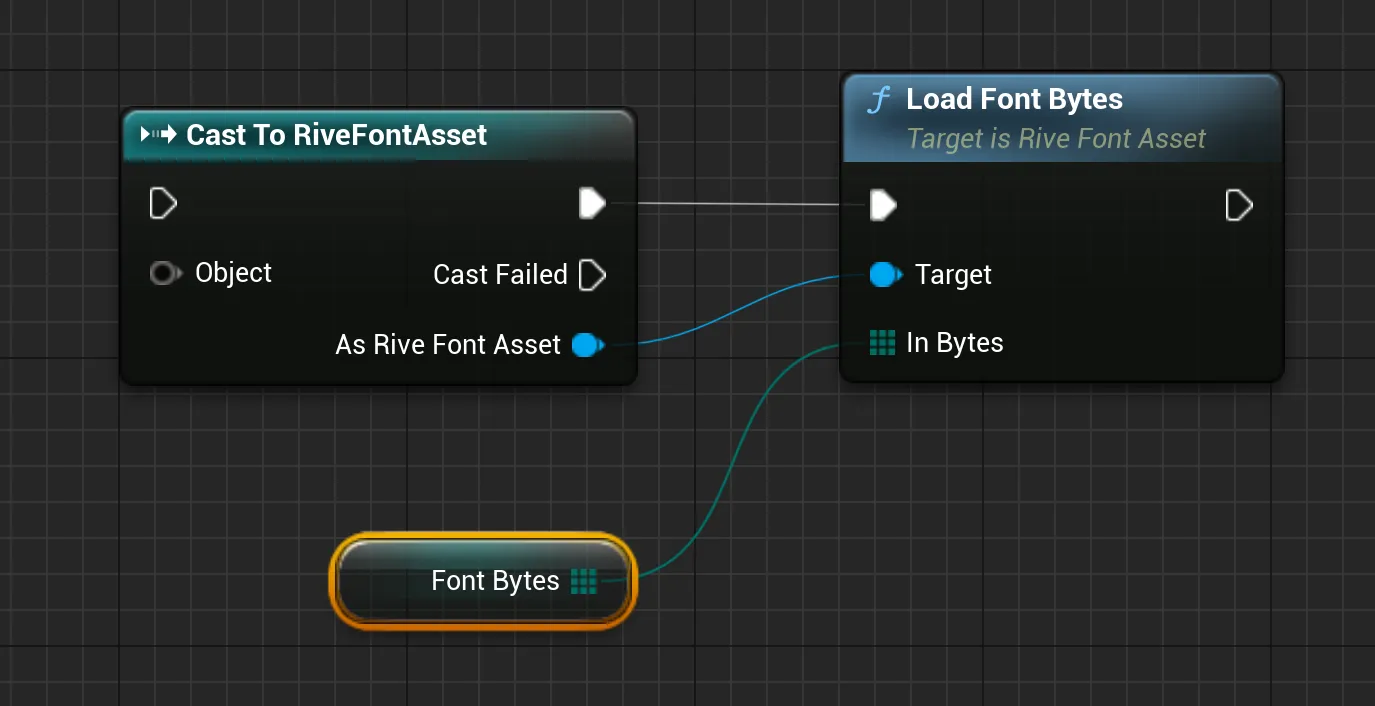 Cast To RiveFontAsset
Object
Cast Failed
As Rive Font Asset
f Load Font Bytes
Target is Rive Font Asset
Target
In Bytes
Font Bytes